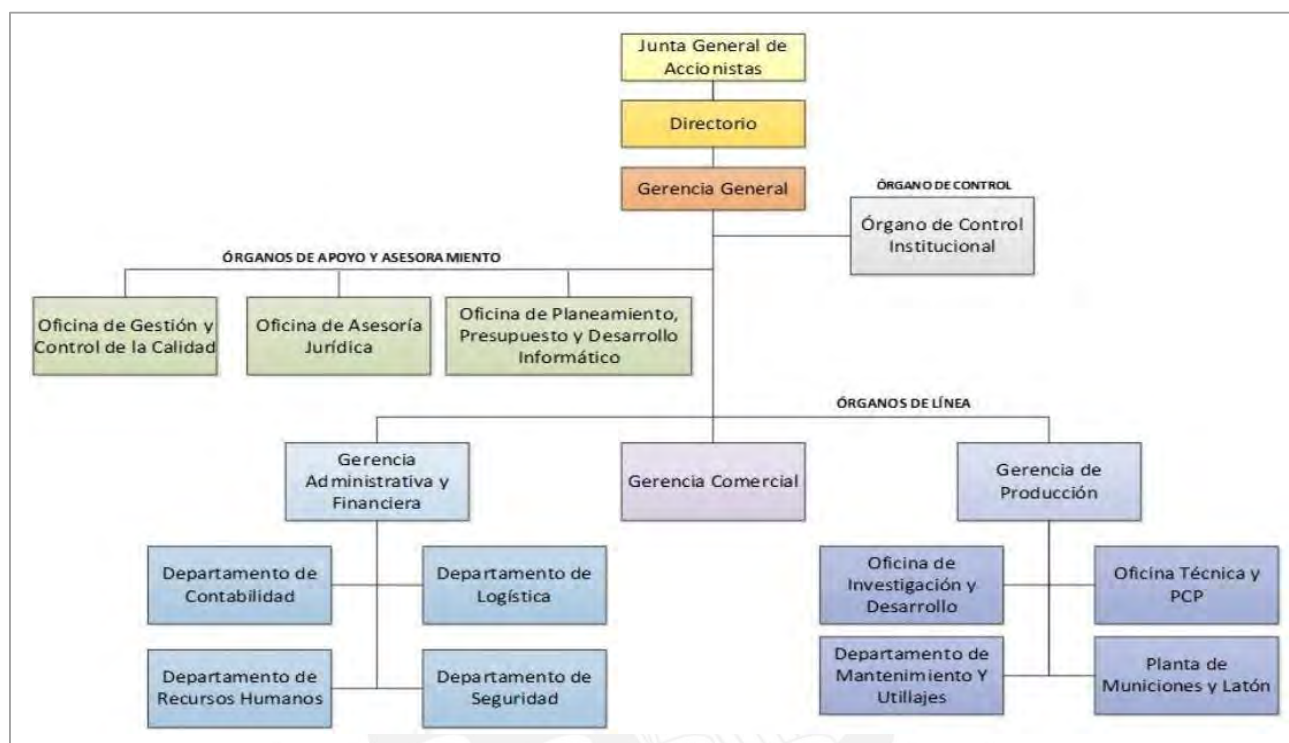 Junta General de
Accionistas
Directorio
Gerencia General
ÓRGANO DE CONTROL
Órgano de Control
Institucional
ÓRGANOS DE APOYO Y ASESORAMIENTO
Oficina de Gestión y
Control de la Calidad
Oficina de Asesoría
Jurídica
Oficina de Planeamiento,
Presupuesto y Desarrollo
Informático
ÓRGANOS DE LÍNEA
Gerencia
Administrativa y
Financiera
Gerencia Comercial
Gerencia de
Producción
Departamento de
Contabilidad
Departamento de
Logística
Oficina de
Investigación y
Desarrollo
Oficina Técnica y
PCP
Departamento de
Recursos Humanos
Departamento de
Seguridad
Departamento de
Mantenimiento Y
Utillajes
Planta de
Municiones y Latón